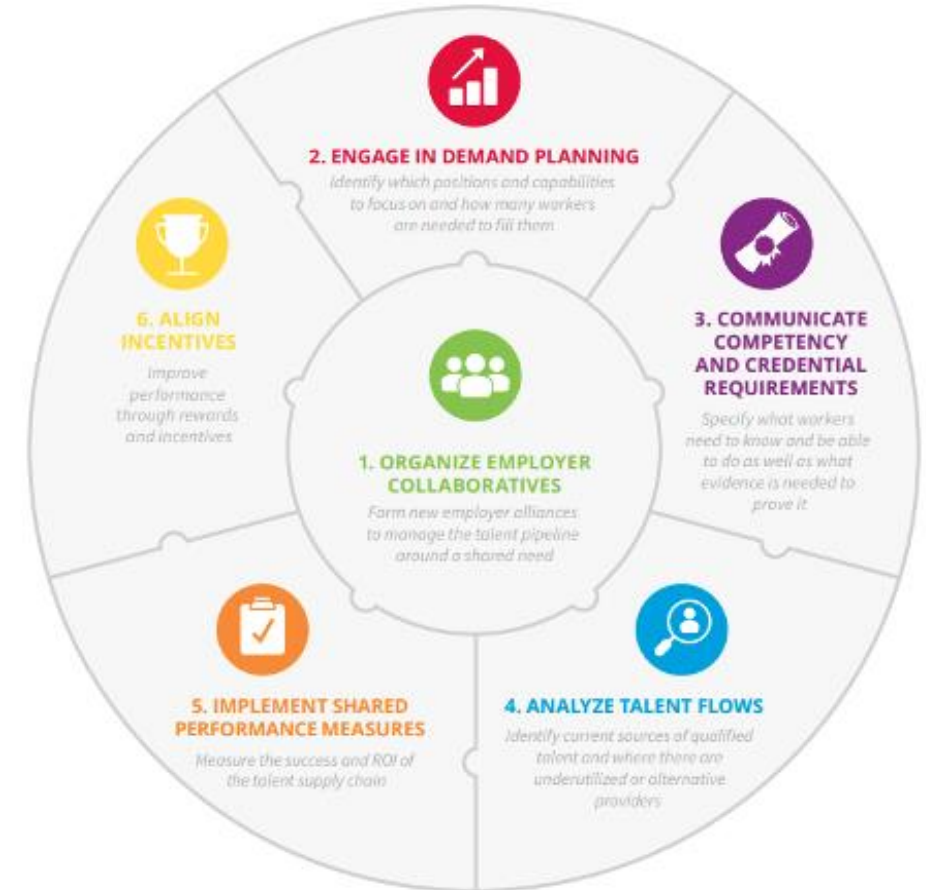 2. ENGAGE IN DEMAND PLANNING
Identify which positions and capabilities
to focus on and how many workers
are needed to fill them
3. COMMUNICATE
COMPETENCY
AND CREDENTIAL
REQUIREMENTS
Specify what workers
need to know and be able
to do as well as what
evidence is needed to
prove it
6. ALIGN
INCENTIVES
Improve
performance
through rewards
and incentives
1. ORGANIZE EMPLOYER
COLLABORATIVES
Form new employer alliances
to manage the talent pipeline
around a shared need
5. IMPLEMENT SHARED
PERFORMANCE MEASURES
Measure the success and ROI of
the talent supply chain
4. ANALYZE TALENT FLOWS
Identify current sources of qualified
talent and where there are
underutilized or alternative
providers